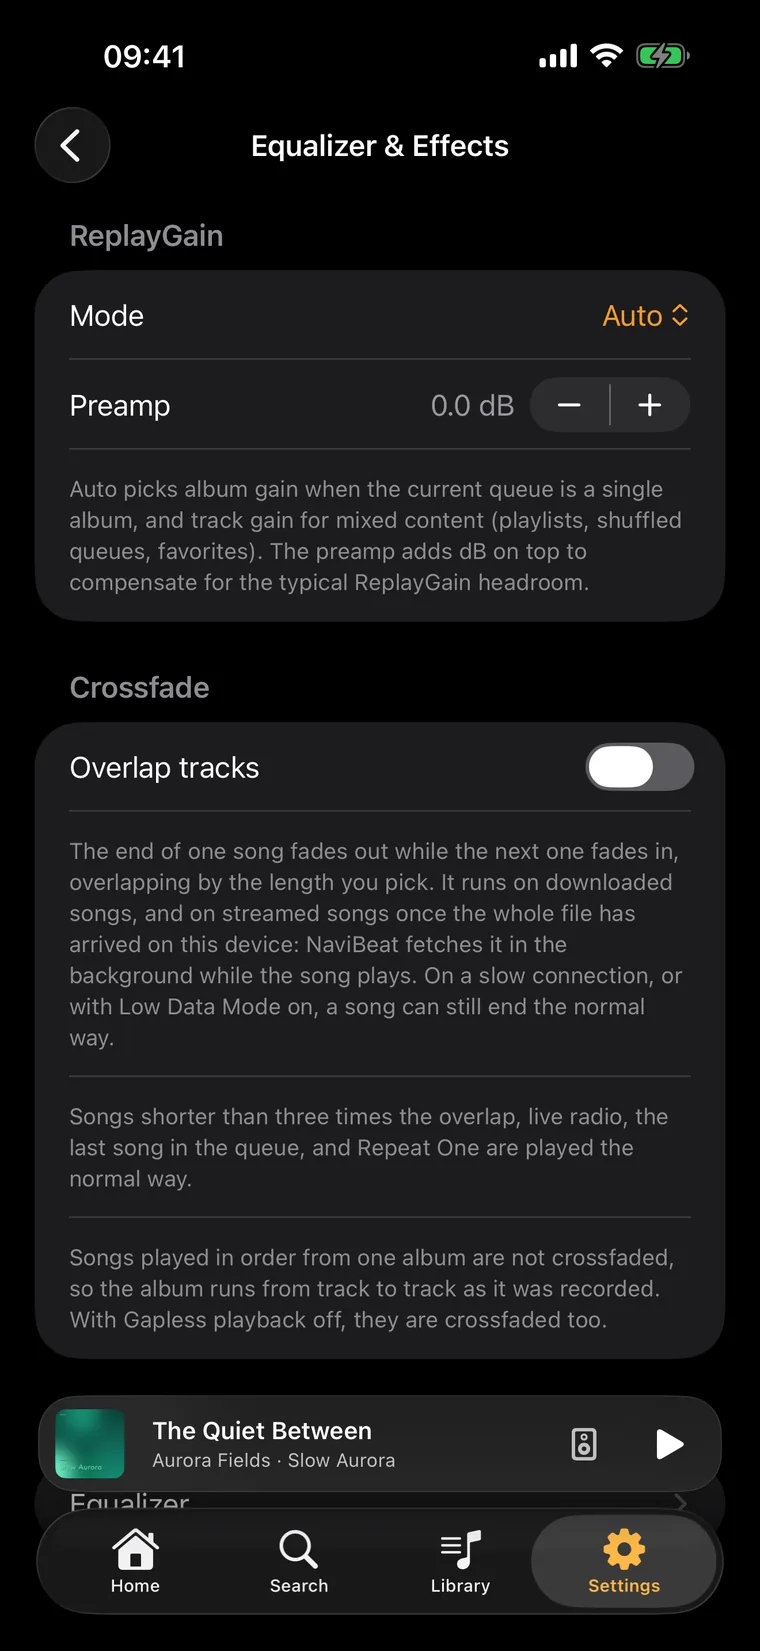 09:41
Equalizer & Effects
ReplayGain
Mode
Auto
Preamp
0.0 dB
Auto picks album gain when the current queue is a single
album, and track gain for mixed content (playlists, shuffled
queues, favorites). The preamp adds dB on top to
compensate for the typical ReplayGain headroom.
Crossfade
Overlap tracks
The end of one song fades out while the next one fades in,
overlapping by the length you pick. It runs on downloaded
songs, and on streamed songs once the whole file has
arrived on this device: NaviBeat fetches it in the
background while the song plays. On a slow connection, or
with Low Data Mode on, a song can still end the normal
way.
Songs shorter than three times the overlap, live radio, the
last song in the queue, and Repeat One are played the
normal way.
Songs played in order from one album are not crossfaded,
so the album runs from track to track as it was recorded.
With Gapless playback off, they are crossfaded too.
The Quiet Between
Aurora Fields · Slow Aurora
Equalizer
Home
Search
Library
Settings